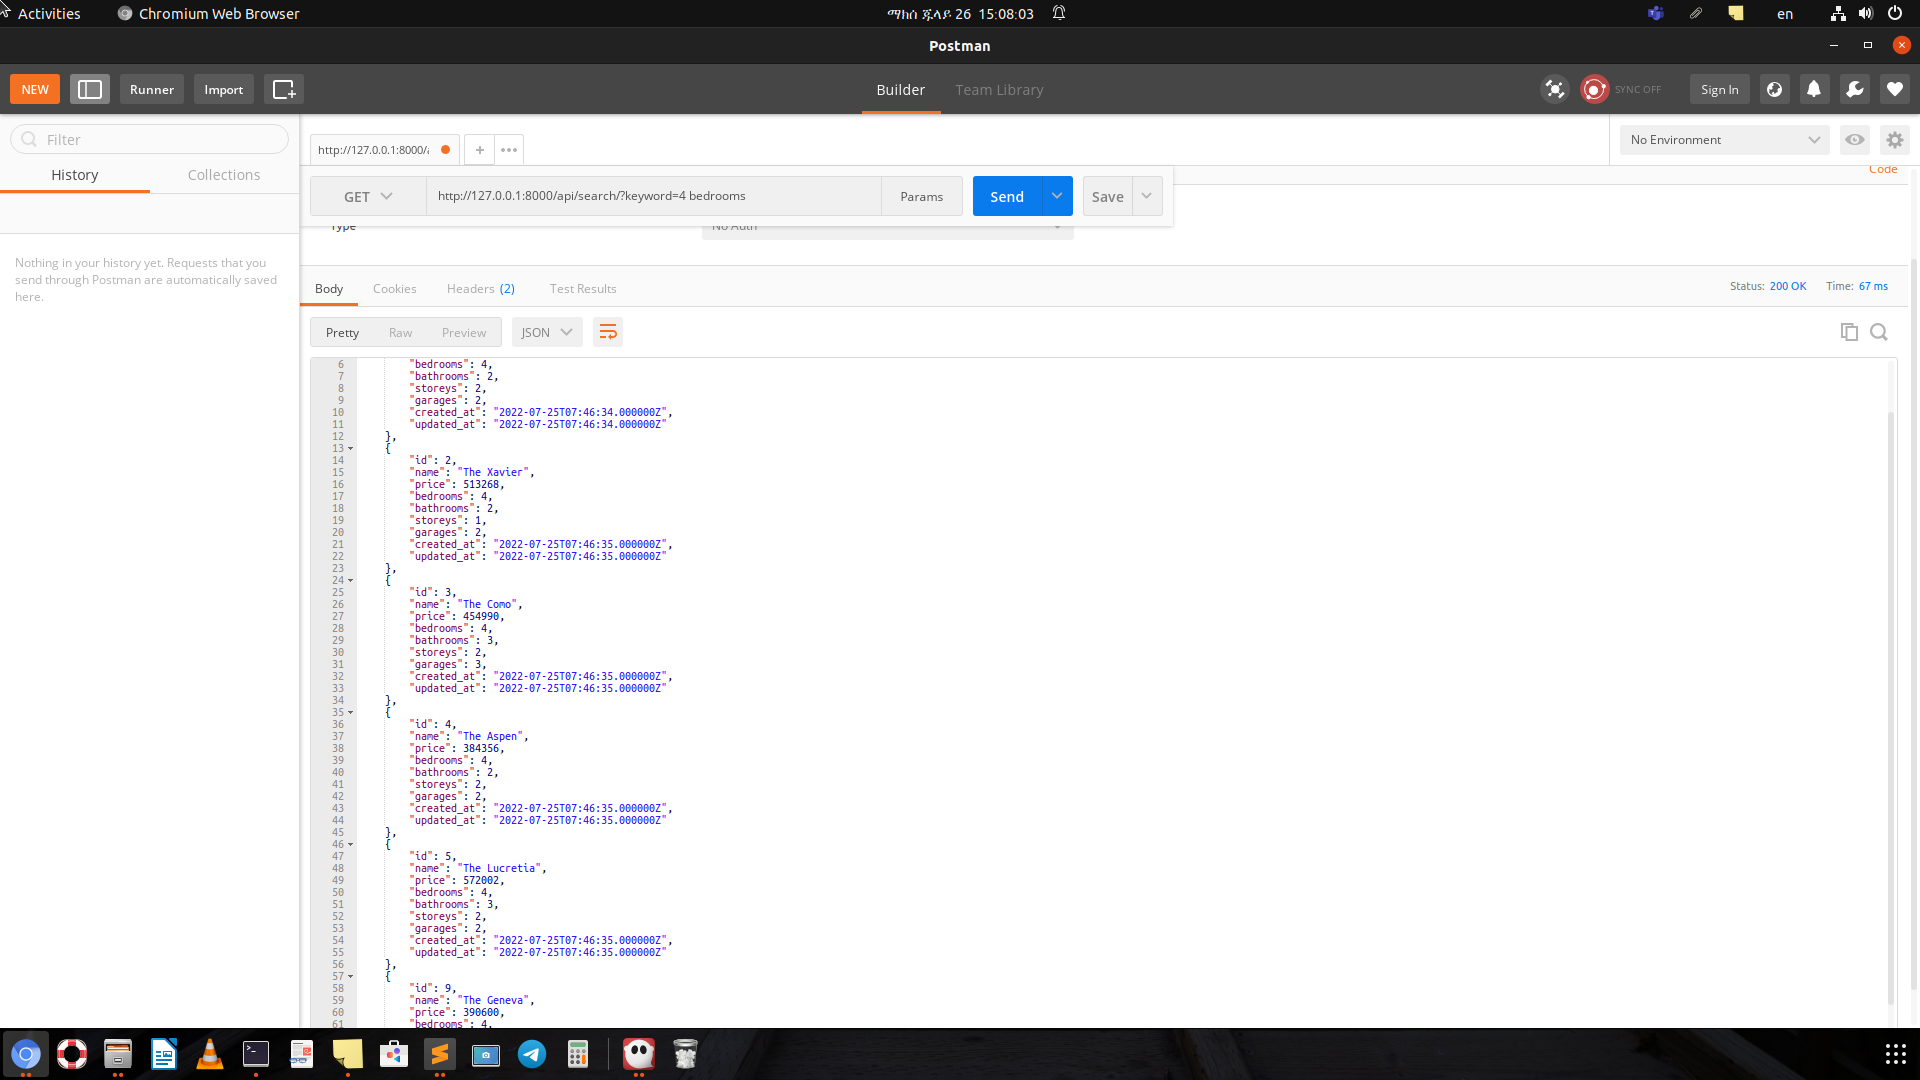 Activities
Chromium Web Browser
ማክሰ ጁላይ 26 15:08:03
en
Postman
NEW
Runner
Import
Builder
Team Library
SYNC OFF
Sign In
Filter
History
Collections
Nothing in your history yet. Requests that you
send through Postman are automatically saved
here.
http://127.0.0.1:8000/a
No Environment
Code
GET
http://127.0.0.1:8000/api/search/?keyword=4 bedrooms
Params
Send
Save
Type
No Auth
Body
Cookies
Headers (2)
Test Results
Status: 200 OK
Time: 67 ms
Pretty
Raw
Preview
JSON
6 "bedrooms": 4,
7 "bathrooms": 2,
8 "storeys": 2,
9 "garages": 2,
10 "created_at": "2022-07-25T07:46:34.000000Z",
11 "updated_at": "2022-07-25T07:46:34.000000Z"
12 },
13 {
14 "id": 2,
15 "name": "The Xavier",
16 "price": 513268,
17 "bedrooms": 4,
18 "bathrooms": 2,
19 "storeys": 1,
20 "garages": 2,
21 "created_at": "2022-07-25T07:46:35.000000Z",
22 "updated_at": "2022-07-25T07:46:35.000000Z"
23 },
24 {
25 "id": 3,
26 "name": "The Como",
27 "price": 454990,
28 "bedrooms": 4,
29 "bathrooms": 3,
30 "storeys": 2,
31 "garages": 3,
32 "created_at": "2022-07-25T07:46:35.000000Z",
33 "updated_at": "2022-07-25T07:46:35.000000Z"
34 },
35 {
36 "id": 4,
37 "name": "The Aspen",
38 "price": 384356,
39 "bedrooms": 4,
40 "bathrooms": 2,
41 "storeys": 2,
42 "garages": 2,
43 "created_at": "2022-07-25T07:46:35.000000Z",
44 "updated_at": "2022-07-25T07:46:35.000000Z"
45 },
46 {
47 "id": 5,
48 "name": "The Lucretia",
49 "price": 572002,
50 "bedrooms": 4,
51 "bathrooms": 3,
52 "storeys": 2,
53 "garages": 2,
54 "created_at": "2022-07-25T07:46:35.000000Z",
55 "updated_at": "2022-07-25T07:46:35.000000Z"
56 },
57 {
58 "id": 9,
59 "name": "The Geneva",
60 "price": 390600,
61 "bedrooms": 4,